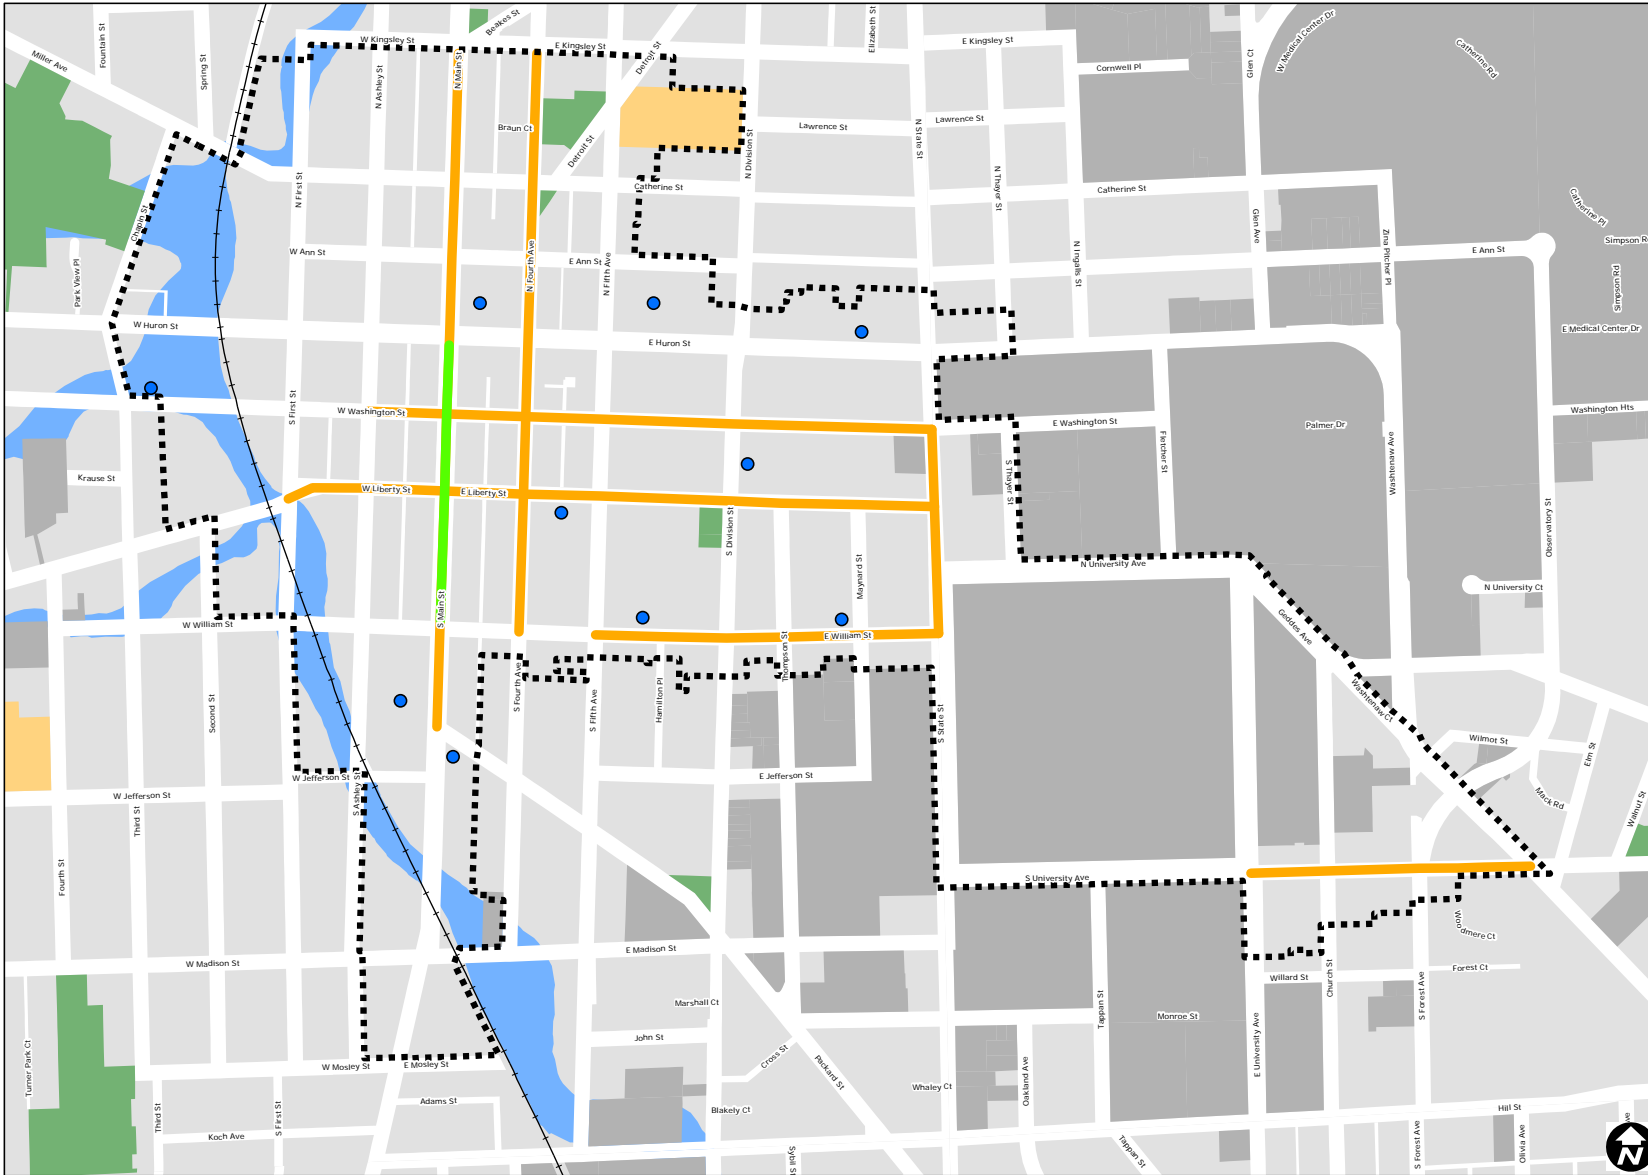 Fountain St
Spring St
Miller Ave
W Kingsley St
N Ashley St
N Main St
Beakes St
E Kingsley St
Detroit St
Elizabeth St
E Kingsley St
Cornwell Pl
Glen Ct
W Medical Center Dr
Catherine Rd
Braun Ct
Detroit St
N Division St
Lawrence St
N State St
Lawrence St
N First St
Catherine St
N Thayer St
Catherine St
Glen Ave
Catherine Pl
Chapin St
Park View Pl
W Ann St
N Fourth Ave
E Ann St
N Fifth Ave
N Ingalls St
Zina Pitcher Pl
E Ann St
Simpson R
Simpson Rd
W Huron St
E Huron St
E Medical Center Dr
S First St
W Washington St
E Washington St
Palmer Dr
Washington Hts
Krause St
W Liberty St
E Liberty St
S Division St
S Thayer St
Fletcher St
Washtenaw Ave
Observatory St
Maynard St
N University Ave
N University Ct
W William St
S Main St
E William St
Thompson St
Geddes Ave
Second St
S Fourth Ave
S Fifth Ave
Hamilton Pl
S State St
Washtenaw Ct
Wilmot St
Elm St
W Jefferson St
W Jefferson St
S Ashley St
E Jefferson St
Mack Rd
Walnut St
Third St
Fourth St
S University Ave
Woo
dmere Ct
W Madison St
E Madison St
Willard St
Church St
Forest Ct
S Forest Ave
Marshall Ct
Tappan St
Monroe St
E University Ave
Turner Park Ct
W Mosley St
E Mosley St
John St
Cross St
Packard St
Whaley Ct
Oakland Ave
Third St
S First St
Adams St
Koch Ave
Blakely Ct
Sybil St
Tappan St
S Forest Ave
Hill St
Olivia Ave
ve
N